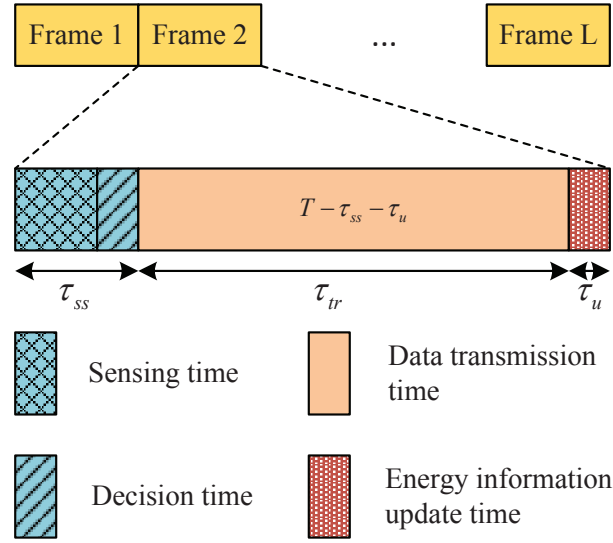 Frame 1 Frame 2 ... Frame L
T − τ_ss − τ_u
τ_ss τ_tr τ_u
Sensing time
Data transmission
time
Decision time
Energy information
update time